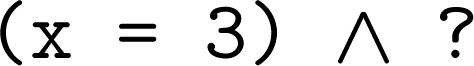 (x = 3) ∧ ?